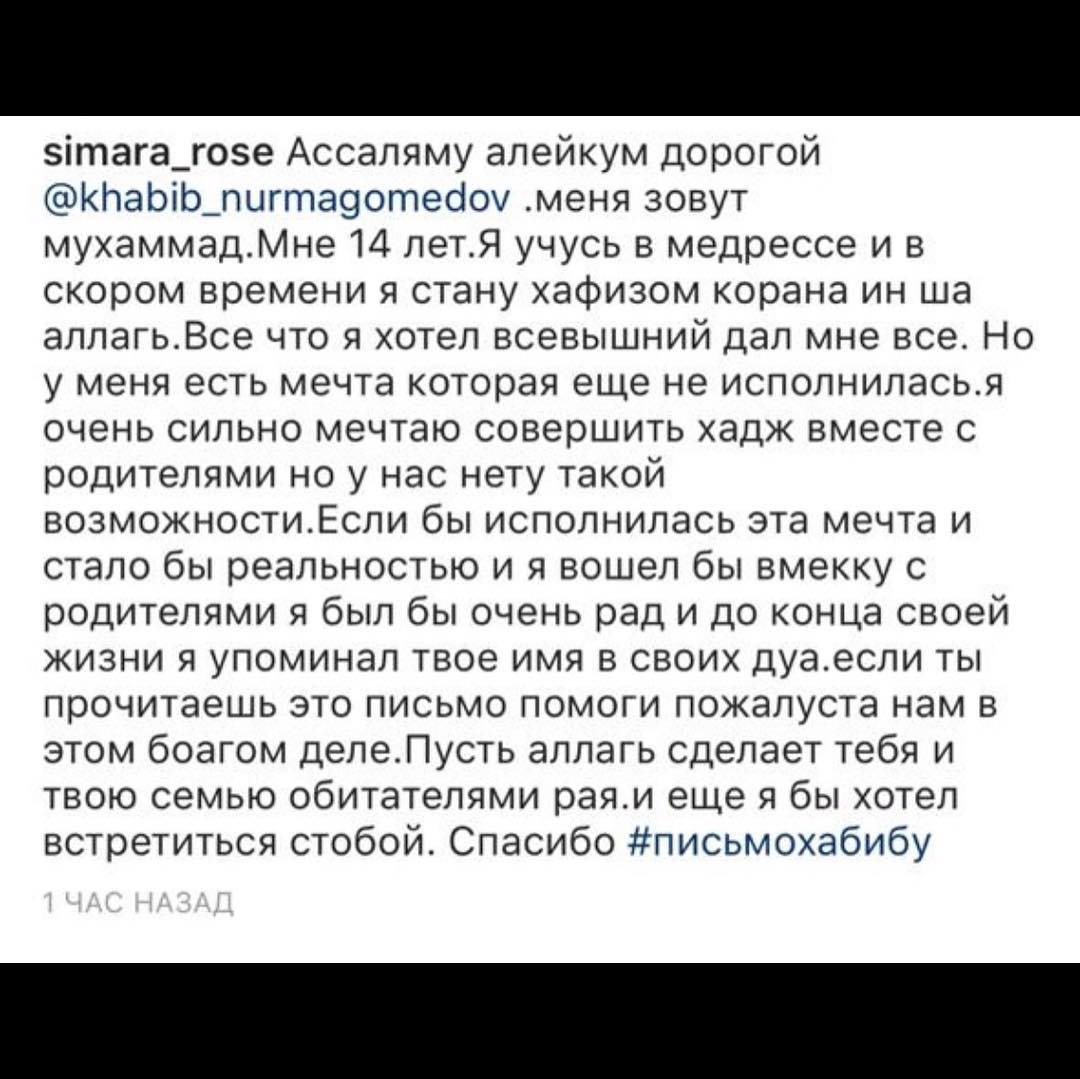 simara_rose Ассаляму алейкум дорогой
@khabib_nurmagomedov .меня зовут
мухаммад.Мне 14 лет.Я учусь в медрессе и в
скором времени я стану хафизом корана ин ша
аллагь.Все что я хотел всевышний дал мне все. Но
у меня есть мечта которая еще не исполнилась.я
очень сильно мечтаю совершить хадж вместе с
родителями но у нас нету такой
возможности.Если бы исполнилась эта мечта и
стало бы реальностью и я вошел бы вмекку с
родителями я был бы очень рад и до конца своей
жизни я упоминал твое имя в своих дуа.если ты
прочитаешь это письмо помоги пожалуста нам в
этом боагом деле.Пусть аллагь сделает тебя и
твою семью обитателями рая.и еще я бы хотел
встретиться стобой. Спасибо #письмохабибу
1 ЧАС НАЗАД